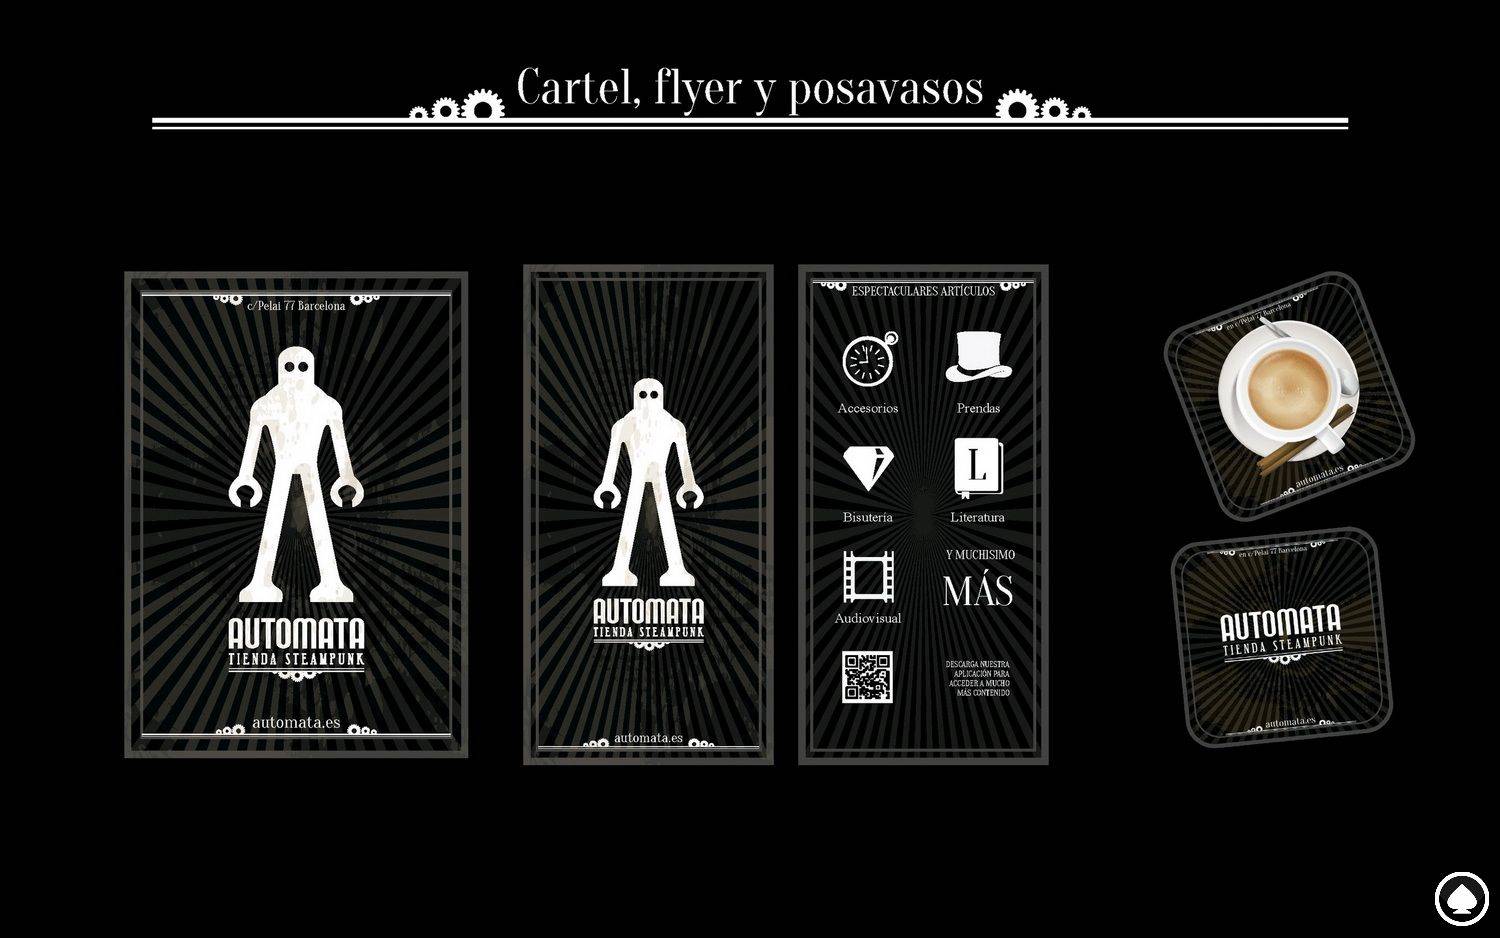 Cartel, flyer y posavasos
c/Pelai 77 Barcelona
AUTOMATA
TIENDA STEAMPUNK
automata.es
AUTOMATA
TIENDA STEAMPUNK
automata.es
ESPECTACULARES ARTÍCULOS
Accesorios
Prendas
Bisutería
L
Literatura
Audiovisual
Y MUCHISIMO
MÁS
DESCARGA NUESTRA
APLICACIÓN PARA
ACCEDER A MUCHO
MÁS CONTENIDO
en c/Pelai 77 Barcelona
automata.es
en c/Pelai 77 Barcelona
AUTOMATA
TIENDA STEAMPUNK
automata.es